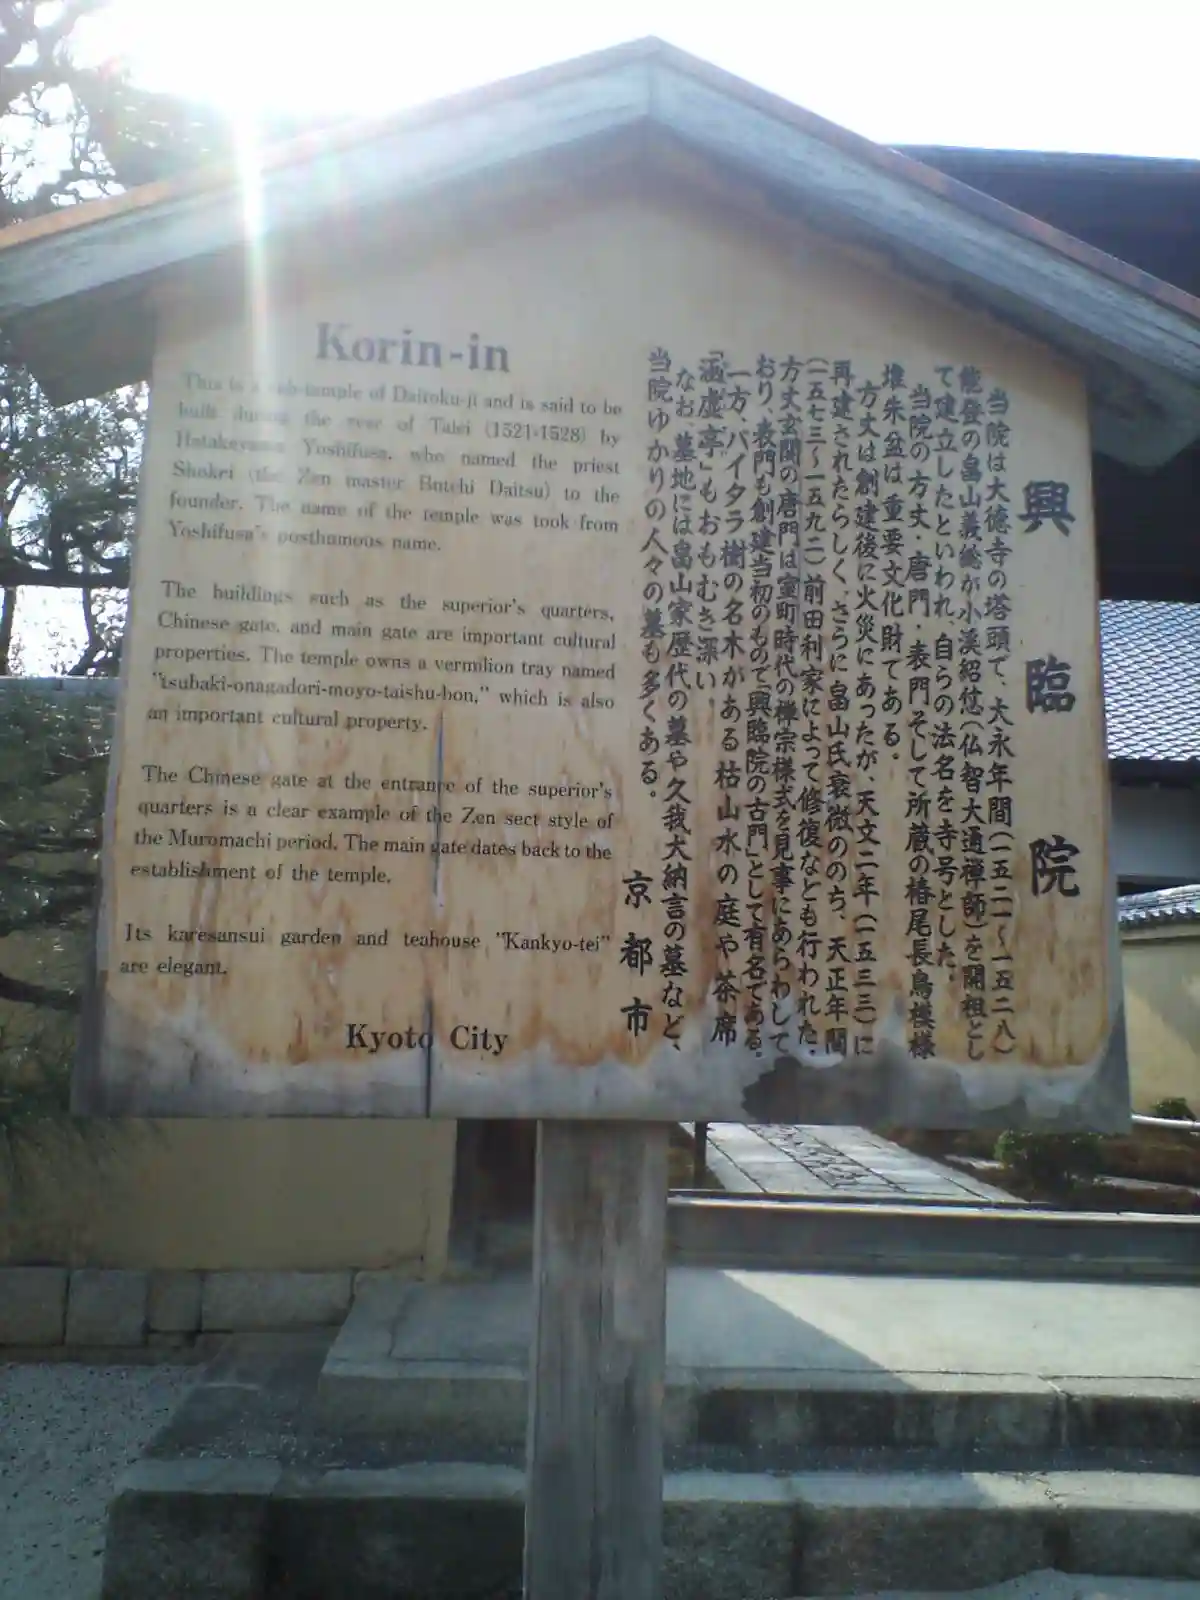 Korin-in
This is a sub-temple of Daitoku-ji and is said to be
built during the year of Talei (1521-1528) by
Hatakeyama Yoshifusa, who named the priest
Shokei (the Zen master Butchi Daitsu) to the
founder. The name of the temple was took from
Yoshifusa's posthumous name.
The buildings such as the superior's quarters,
Chinese gate, and main gate are important cultural
properties. The temple owns a vermilion tray named
"tsubaki-onagadori-moyo-taishu-bon," which is also
an important cultural property.
The Chinese gate at the entrance of the superior's
quarters is a clear example of the Zen sect style of
the Muromachi period. The main gate dates back to the
establishment of the temple.
Its karesansui garden and teahouse "Kankyo-tei"
are elegant.
Kyoto City
興臨院
当院は大徳寺の塔頭で、大永年間(一五二一〜一五二八)
能登の畠山義総が小溪紹怤(仏智大通禅師)を開祖とし
て建立したといわれ、自らの法名を寺号とした。
当院の方丈・唐門・表門そして所蔵の椿尾長鳥模様
堆朱盆は重要文化財である。
方丈は創建後に火災にあったが、天文二年(一五三三)に
再建されたらしく、さらに畠山氏衰微ののち、天正年間
(一五七三〜一五九二)前田利家によって修復なども行われた。
方丈玄関の唐門は室町時代の禅宗様式を見事にあらわして
おり、表門も創建当初のもので「興臨院の古門」として有名である。
一方、バイタラ樹の名木がある枯山水の庭や茶席
「涵虚亭」もおもむき深い。
なお、墓地には畠山家歴代の墓や久我大納言の墓など、
当院ゆかりの人々の墓も多くある。
京都市